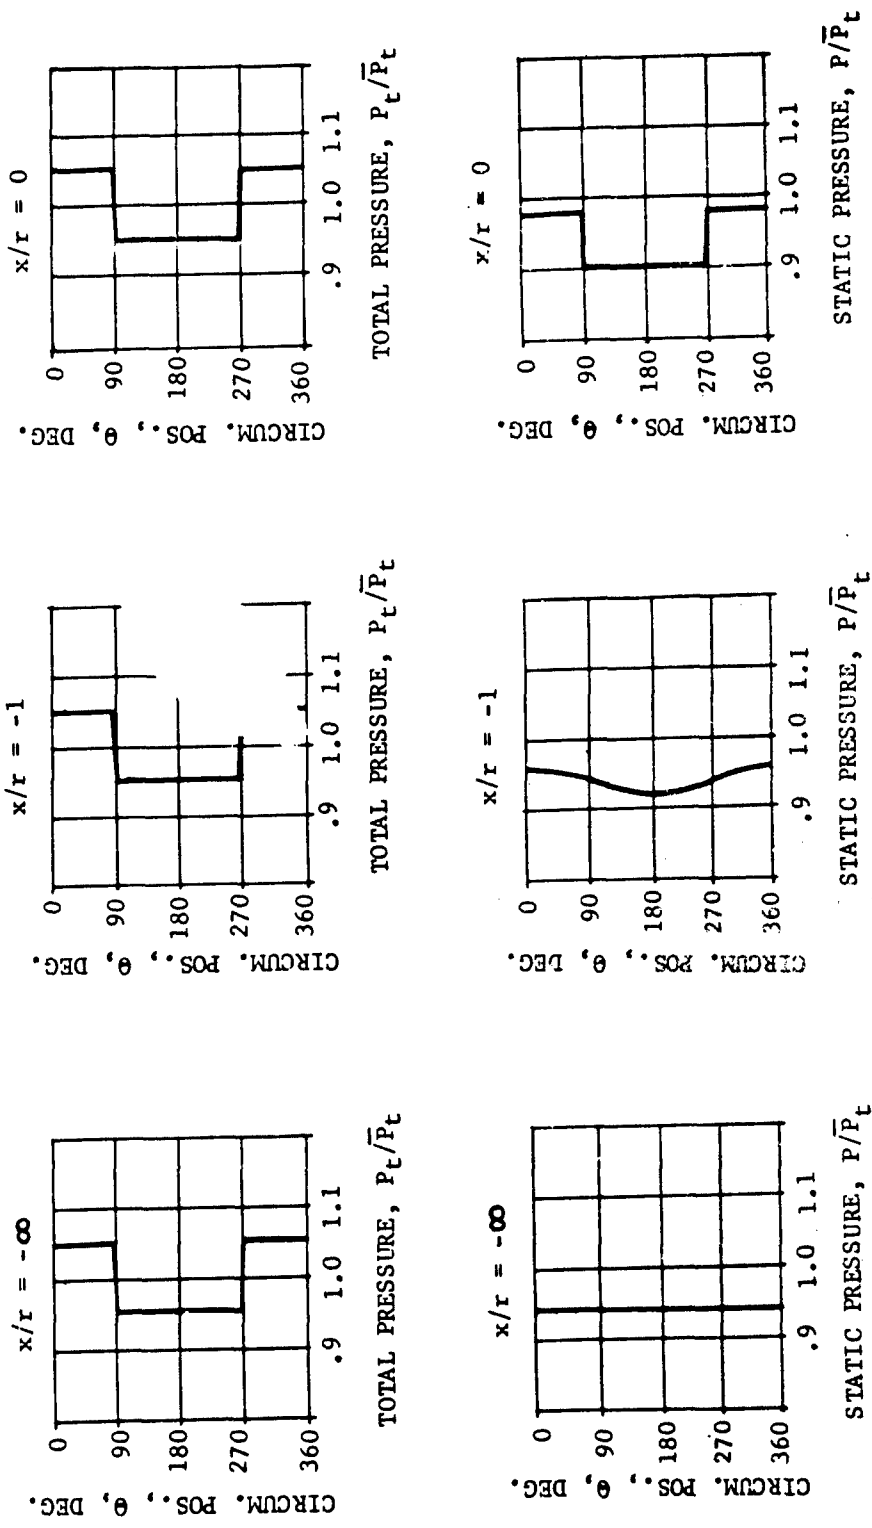 x/r = -∞
CIRCUM. POS., θ, DEG.
0
90
180
270
360
.9 1.0 1.1
TOTAL PRESSURE, P̅t/P̅t
x/r = -1
CIRCUM. POS., θ, DEG.
0
90
180
270
360
.9 1.0 1.1
TOTAL PRESSURE, Pt/P̅t
x/r = 0
CIRCUM. POS., θ, DEG.
0
90
180
270
360
.9 1.0 1.1
TOTAL PRESSURE, Pt/P̅t
x/r = -∞
CIRCUM. POS., θ, DEG.
0
90
180
270
360
.9 1.0 1.1
STATIC PRESSURE, P/P̅t
x/r = -1
CIRCUM. POS., θ, DEG.
0
90
180
270
360
.9 1.0 1.1
STATIC PRESSURE, P/P̅t
x/r = 0
CIRCUM. POS., θ, DEG.
0
90
180
270
360
.9 1.0 1.1
STATIC PRESSURE, P/P̅t